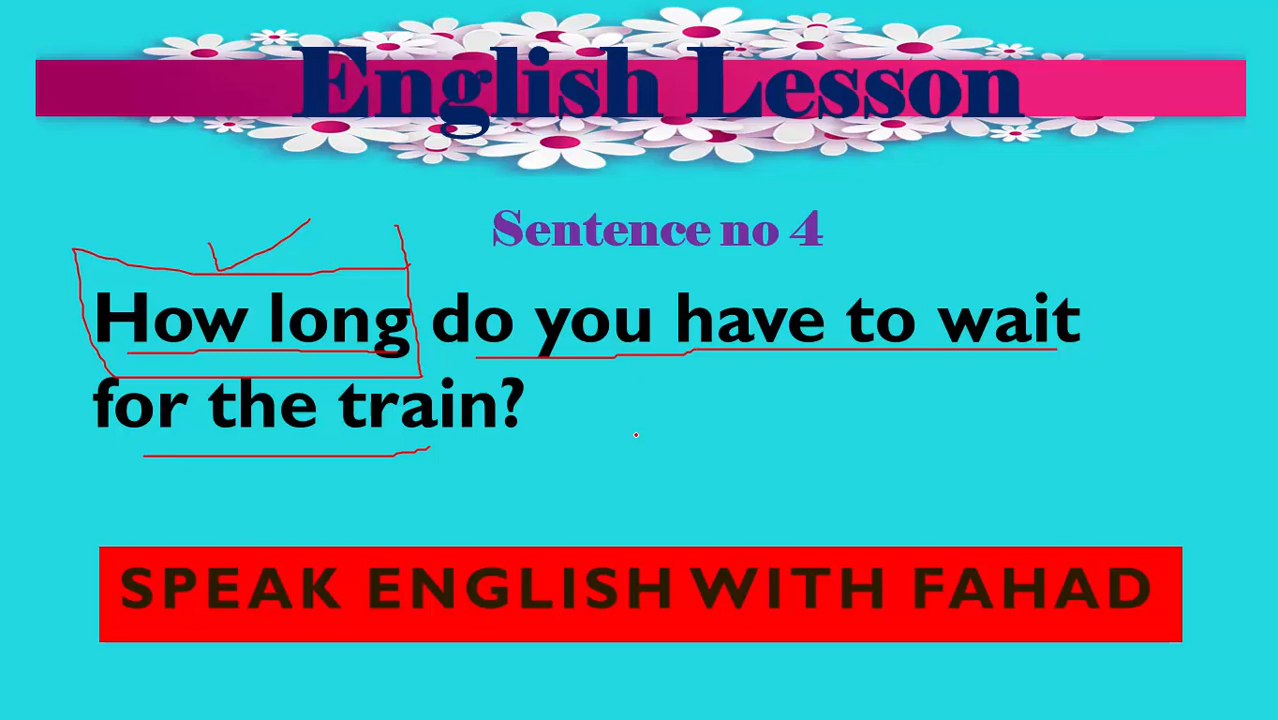 English Lesson
Sentence no 4
How long do you have to wait
for the train?
SPEAK ENGLISH WITH FAHAD